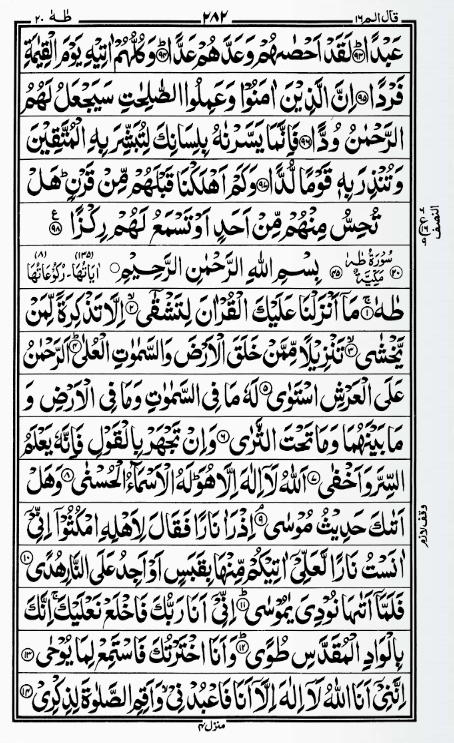 قال الم ١٦ ٢٨٢ طٰهٰ ٢٠
عَبْدًا ﴿٩٣﴾ لَقَدْ اَحْصٰىهُمْ وَعَدَّهُمْ عَدًّا ﴿٩٤﴾ وَكُلُّهُمْ اٰتِيْهِ يَوْمَ الْقِيٰمَةِ
فَرْدًا ﴿٩٥﴾ اِنَّ الَّذِيْنَ اٰمَنُوْا وَعَمِلُوا الصّٰلِحٰتِ سَيَجْعَلُ لَهُمُ
الرَّحْمٰنُ وُدًّا ﴿٩٦﴾ فَاِنَّمَا يَسَّرْنٰهُ بِلِسَانِكَ لِتُبَشِّرَ بِهِ الْمُتَّقِيْنَ
وَتُنْذِرَ بِهٖ قَوْمًا لُّدًّا ﴿٩٧﴾ وَكَمْ اَهْلَكْنَا قَبْلَهُمْ مِّنْ قَرْنٍ ؕ هَلْ
تُحِسُّ مِنْهُمْ مِّنْ اَحَدٍ اَوْ تَسْمَعُ لَهُمْ رِكْزًا ﴿٩٨﴾
سُوْرَةُ طٰهٰ مَكِّيَّةٌ ٢٠ ٤٥ بِسْمِ اللّٰهِ الرَّحْمٰنِ الرَّحِيْمِ اٰيَاتُهَا (١٣٥) رُكُوْعَاتُهَا (٨)
طٰهٰ ﴿١﴾ مَاۤ اَنْزَلْنَا عَلَيْكَ الْقُرْاٰنَ لِتَشْقٰۤى ﴿٢﴾ اِلَّا تَذْكِرَةً لِّمَنْ
يَّخْشٰى ﴿٣﴾ تَنْزِيْلًا مِّمَّنْ خَلَقَ الْاَرْضَ وَالسَّمٰوٰتِ الْعُلٰى ﴿٤﴾ اَلرَّحْمٰنُ
عَلَى الْعَرْشِ اسْتَوٰى ﴿٥﴾ لَهٗ مَا فِى السَّمٰوٰتِ وَمَا فِى الْاَرْضِ وَ
مَا بَيْنَهُمَا وَمَا تَحْتَ الثَّرٰى ﴿٦﴾ وَاِنْ تَجْهَرْ بِالْقَوْلِ فَاِنَّهٗ يَعْلَمُ
السِّرَّ وَاَخْفٰى ﴿٧﴾ اَللّٰهُ لَاۤ اِلٰهَ اِلَّا هُوَ ؕ لَهُ الْاَسْمَآءُ الْحُسْنٰى ﴿٨﴾ وَهَلْ
اَتٰىكَ حَدِيْثُ مُوْسٰى ﴿٩﴾ اِذْ رَاٰ نَارًا فَقَالَ لِاَهْلِهِ امْكُثُوْۤا اِنِّىْۤ
اٰنَسْتُ نَارًا لَّعَلِّىْۤ اٰتِيْكُمْ مِّنْهَا بِقَبَسٍ اَوْ اَجِدُ عَلَى النَّارِ هُدًى ﴿١٠﴾
فَلَمَّاۤ اَتٰىهَا نُوْدِىَ يٰمُوْسٰى ﴿١١﴾ اِنِّىْۤ اَنَا رَبُّكَ فَاخْلَعْ نَعْلَيْكَ ۚ اِنَّكَ
بِالْوَادِ الْمُقَدَّسِ طُوًى ﴿١٢﴾ وَاَنَا اخْتَرْتُكَ فَاسْتَمِعْ لِمَا يُوْحٰى ﴿١٣﴾
اِنَّنِىْۤ اَنَا اللّٰهُ لَاۤ اِلٰهَ اِلَّاۤ اَنَا فَاعْبُدْنِىْ ۙ وَاَقِمِ الصَّلٰوةَ لِذِكْرِىْ ﴿١٤﴾
منزل ٤
النصف
وقف لازم